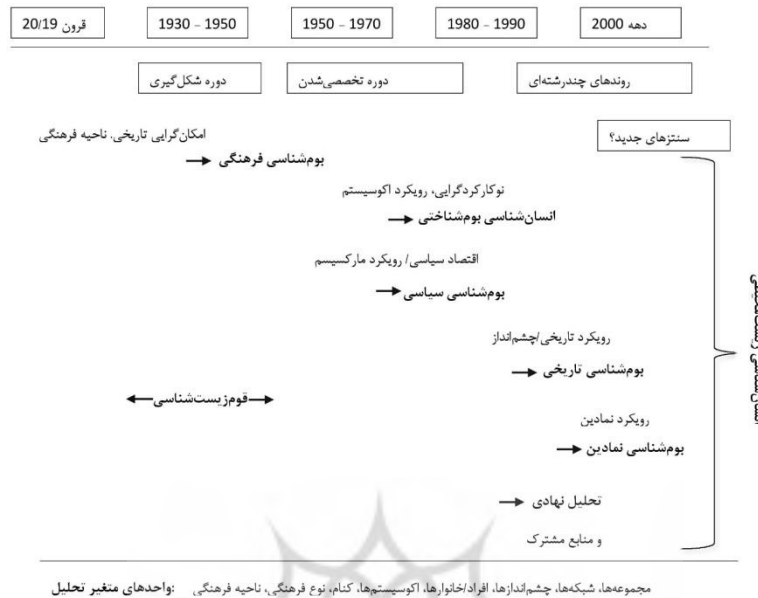 قرون 20/19
1930 – 1950
1950 – 1970
1980 – 1990
دهه 2000
دوره شکل‌گیری
دوره تخصصی‌شدن
روندهای چندرشته‌ای
سنتزهای جدید؟
امکان‌گرایی تاریخی. ناحیه فرهنگی
بوم‌شناسی فرهنگی
نوکارکردگرایی، رویکرد اکوسیستم
انسان‌شناسی بوم‌شناختی
اقتصاد سیاسی/ رویکرد مارکسیسم
بوم‌شناسی سیاسی
رویکرد تاریخی/چشم‌انداز
بوم‌شناسی تاریخی
قوم‌زیست‌شناسی
رویکرد نمادین
بوم‌شناسی نمادین
تحلیل نهادی
و منابع مشترک
انسان‌شناسی زیست‌محیطی
مجموعه‌ها، شبکه‌ها، چشم‌اندازها، افراد/خانوارها، اکوسیستم‌ها، کنام، نوع فرهنگی، ناحیه فرهنگی :واحدهای متغیر تحلیل